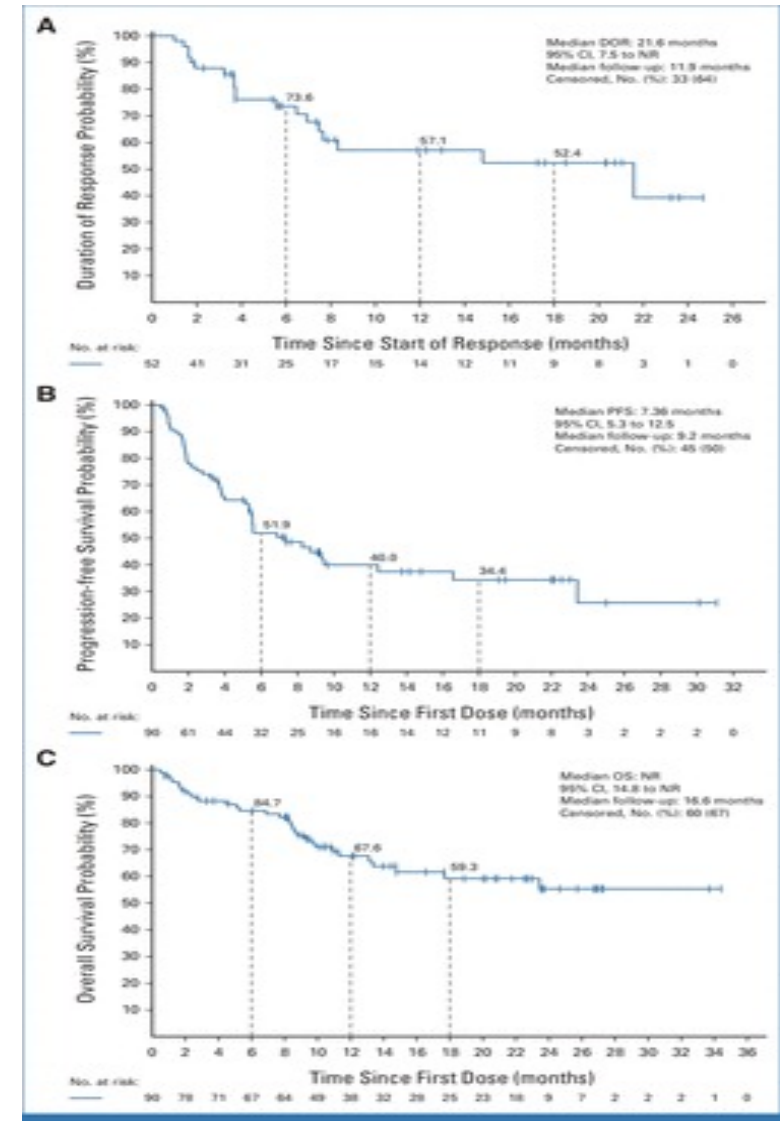 A
Duration of Response Probability (%)
100
90
80
70
60
50
40
30
20
10
Median DOR: 21.6 months
95% CI, 7.5 to NR
Median follow-up: 11.9 months
Censored, No. (%): 33 (64)
73.6
57.1
52.4
0 2 4 6 8 10 12 14 16 18 20 22 24 26
Time Since Start of Response (months)
No. at risk:
52 41 31 25 17 15 14 12 11 9 8 3 1 0
B
Progression-free Survival Probability (%)
100
90
80
70
60
50
40
30
20
10
Median PFS: 7.36 months
95% CI, 5.3 to 12.5
Median follow-up: 9.2 months
Censored, No. (%): 45 (50)
51.9
40.0
34.4
0 2 4 6 8 10 12 14 16 18 20 22 24 26 28 30 32
Time Since First Dose (months)
No. at risk:
90 61 44 32 25 16 16 14 12 11 9 8 3 2 2 2 0
C
Overall Survival Probability (%)
100
90
80
70
60
50
40
30
20
10
Median OS: NR
95% CI, 14.8 to NR
Median follow-up: 16.6 months
Censored, No. (%): 60 (67)
84.7
67.6
59.3
0 2 4 6 8 10 12 14 16 18 20 22 24 26 28 30 32 34 36
Time Since First Dose (months)
No. at risk:
90 78 71 67 64 49 38 32 28 25 23 18 9 7 2 2 2 1 0